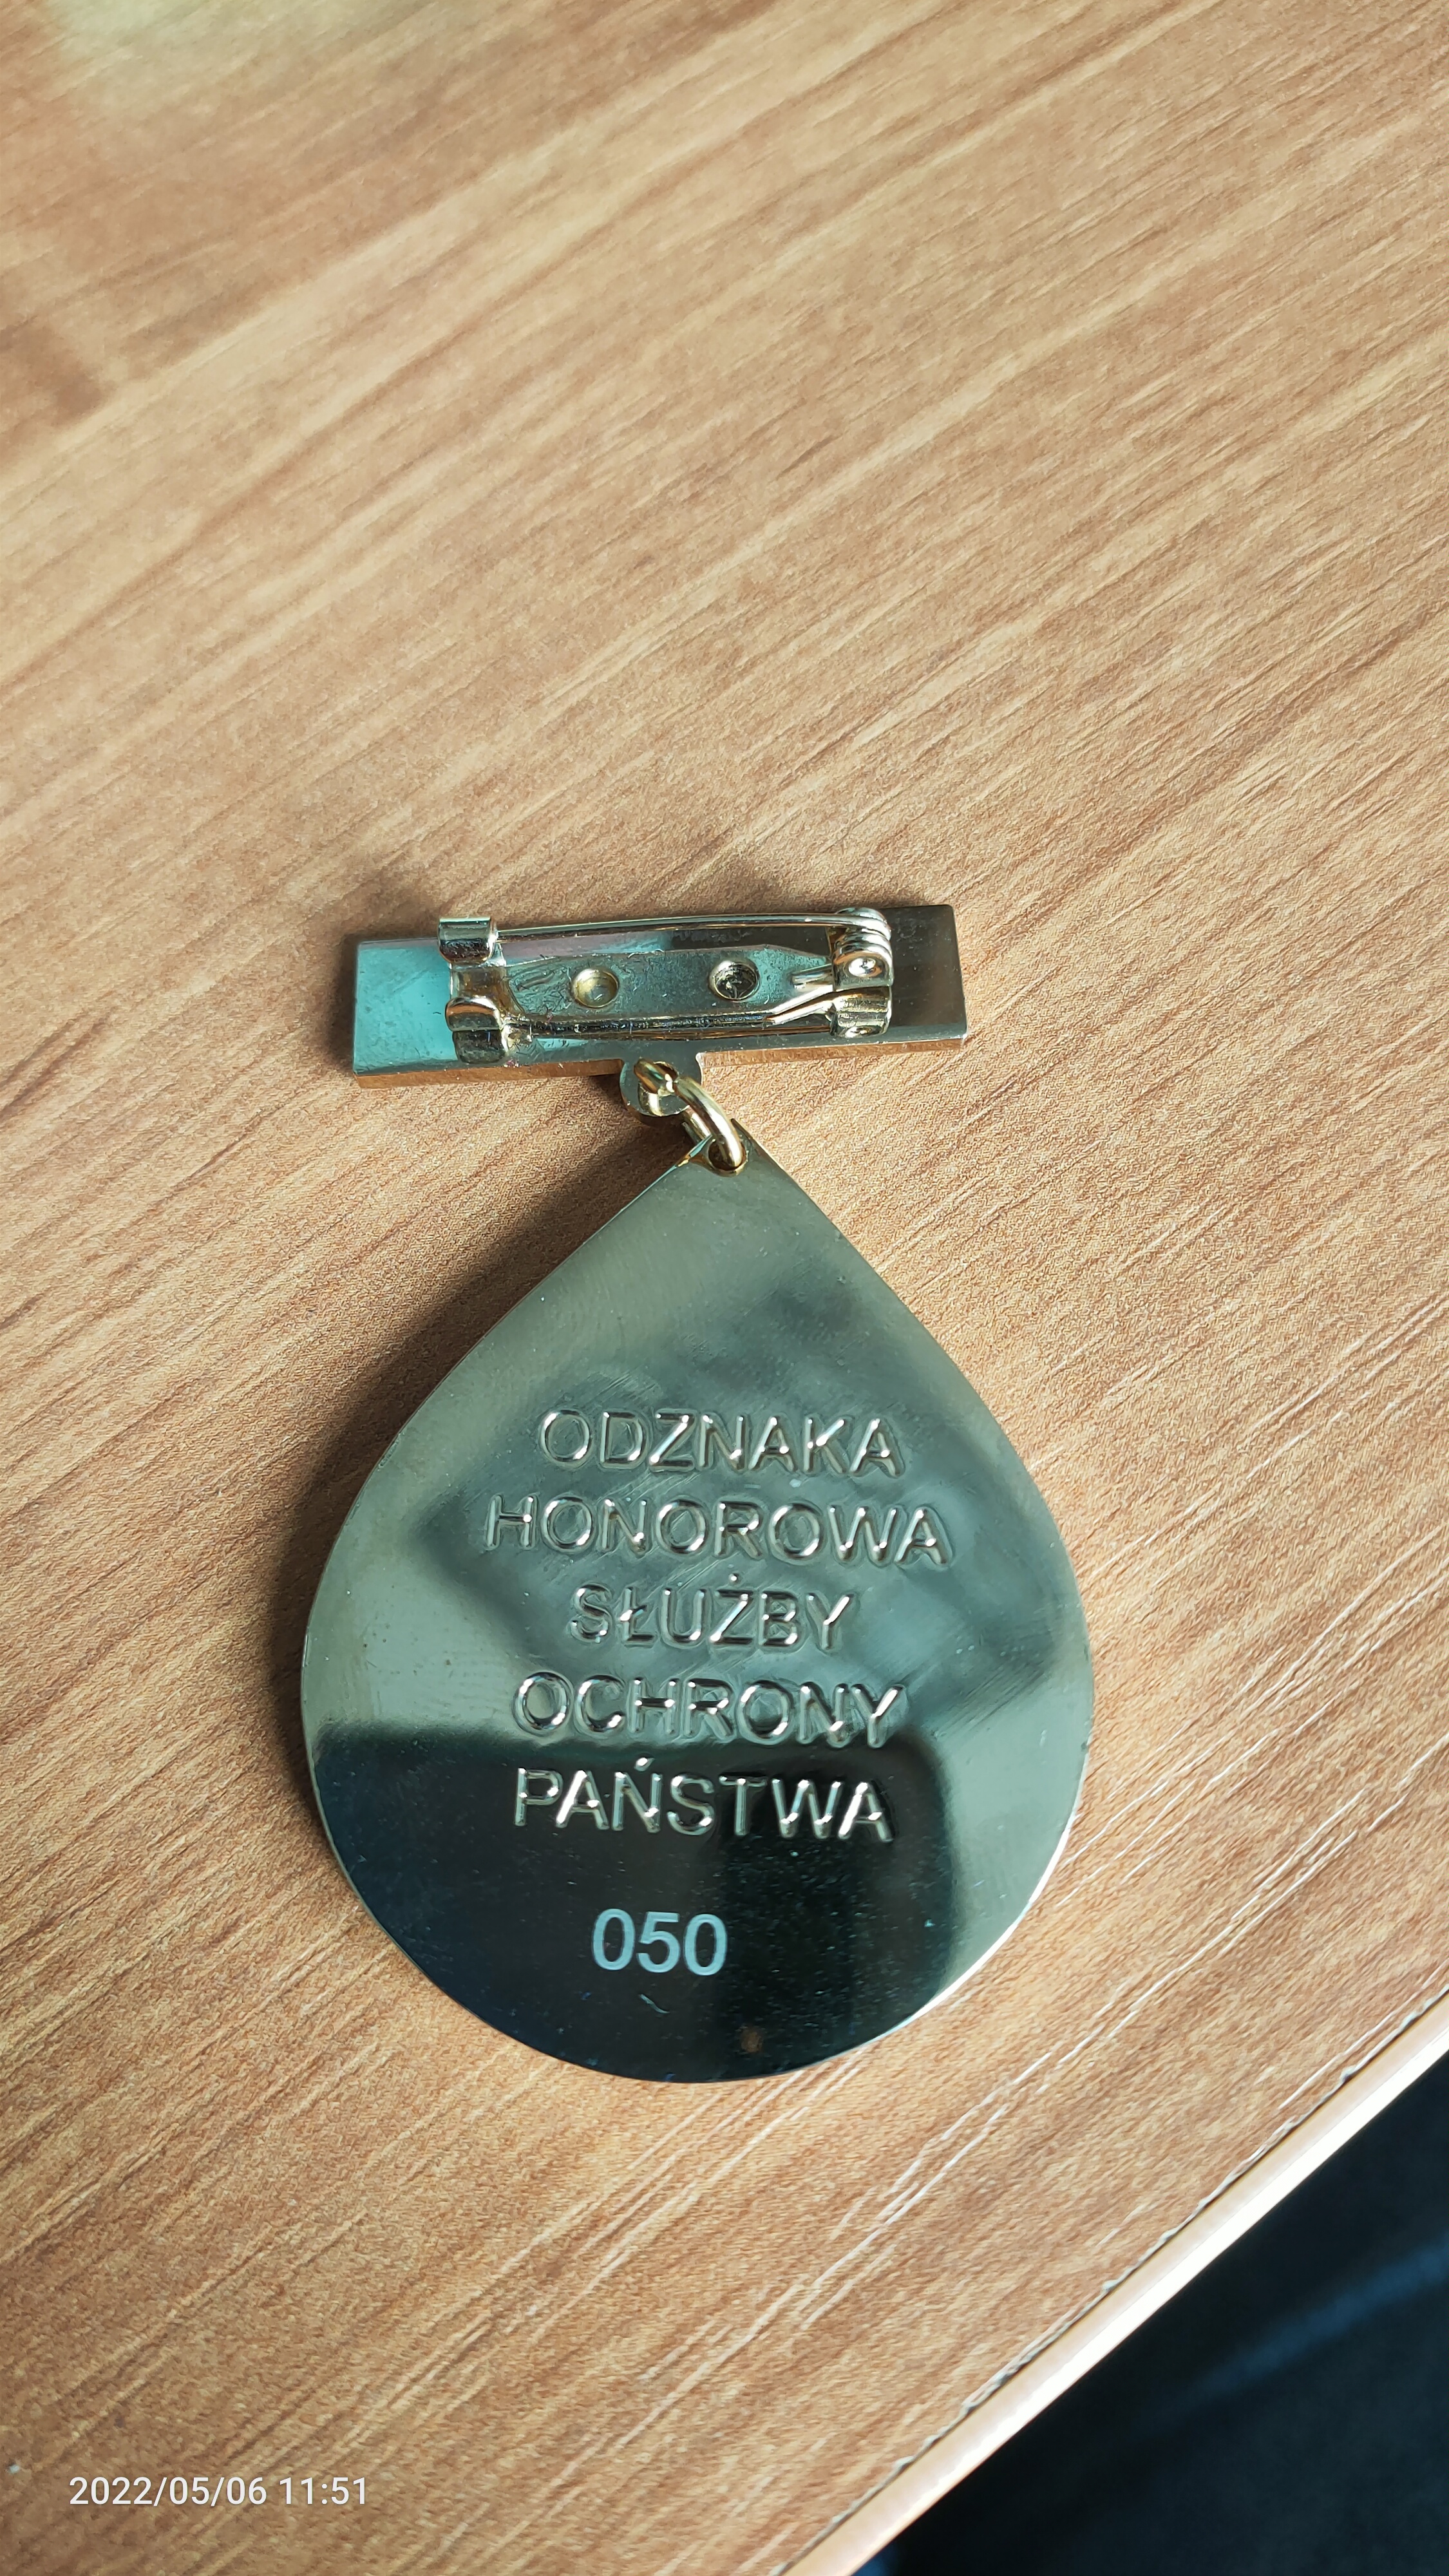 ODZNAKA
HONOROWA
SŁUŻBY
OCHRONY
PAŃSTWA
050
2022/05/06 11:51